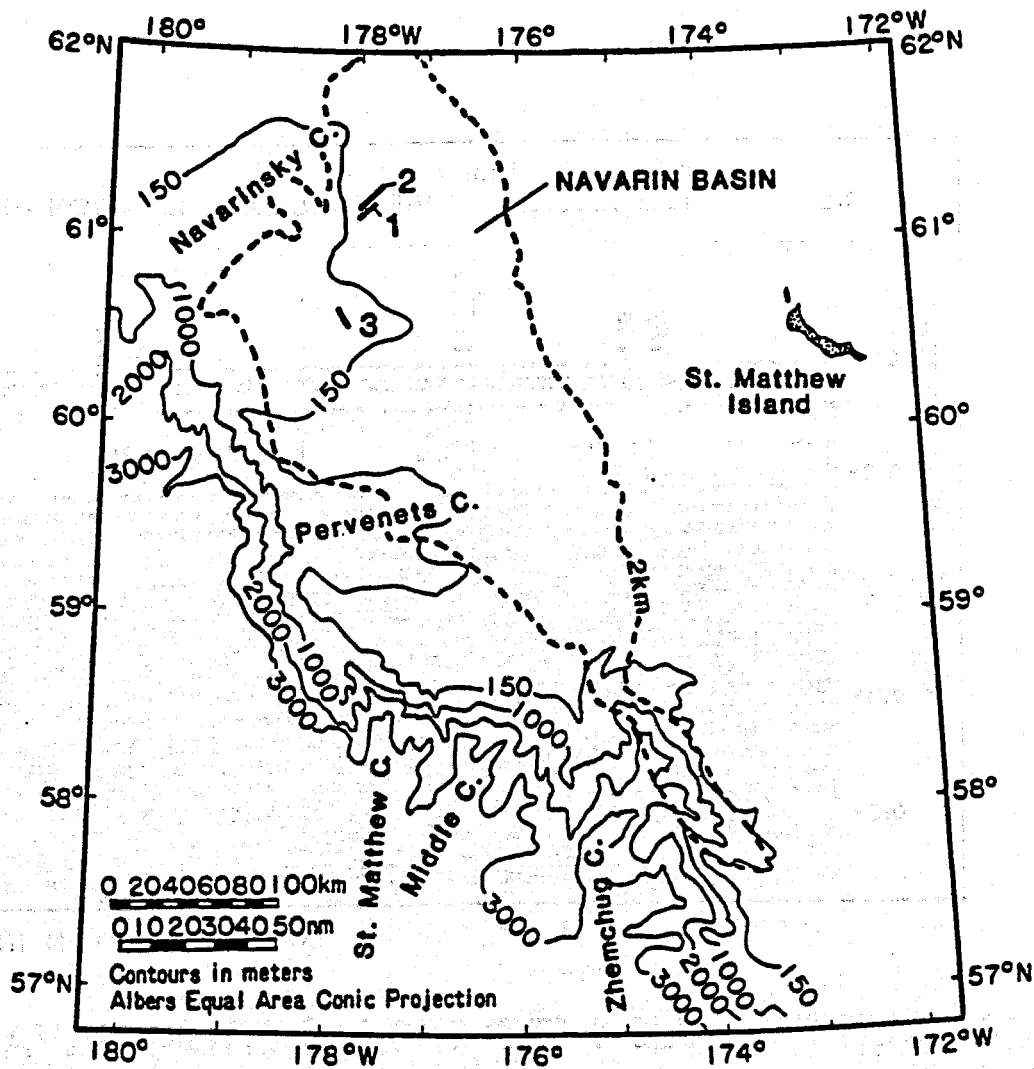 180° 178°W 176° 174° 172°W
62°N 62°N
150
Navarinsky C.
2
1
NAVARIN BASIN
61° 61°
1000
3
2000
150
St. Matthew
Island
60° 60°
3000
Pervenets C.
2km
59° 59°
2000
1000
3000
150
1000
58° 58°
St. Matthew C.
Middle C.
3000
Zhemchug C.
0 20 40 60 80 100km
0 10 20 30 40 50nm
Contours in meters
Albers Equal Area Conic Projection
57°N 57°N
150
1000
2000
3000
180° 178°W 176° 174° 172°W